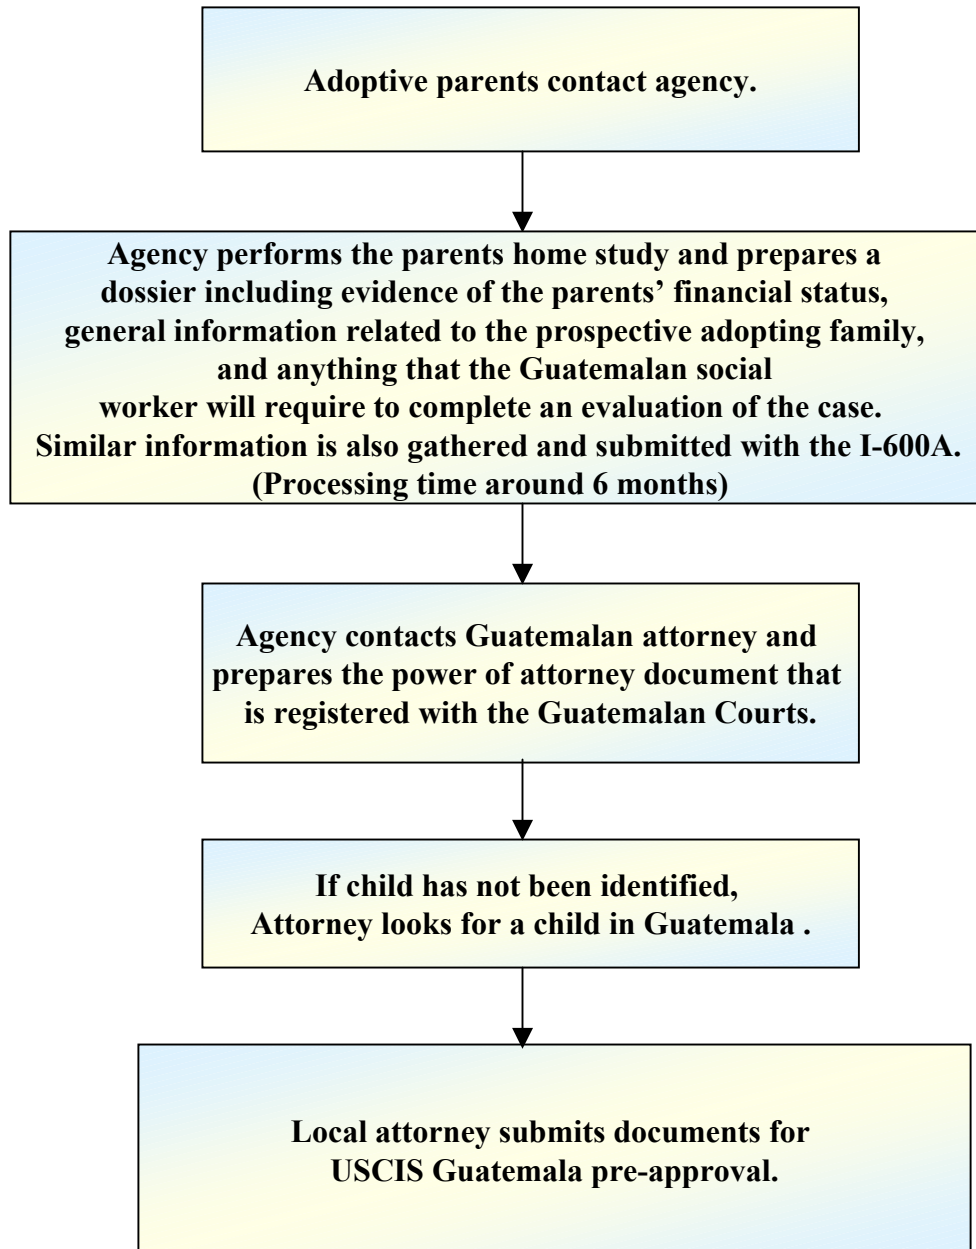 Adoptive parents contact agency.
Agency performs the parents home study and prepares a
dossier including evidence of the parents’ financial status,
general information related to the prospective adopting family,
and anything that the Guatemalan social
worker will require to complete an evaluation of the case.
Similar information is also gathered and submitted with the I-600A.
(Processing time around 6 months)
Agency contacts Guatemalan attorney and
prepares the power of attorney document that
is registered with the Guatemalan Courts.
If child has not been identified,
Attorney looks for a child in Guatemala .
Local attorney submits documents for
USCIS Guatemala pre-approval.